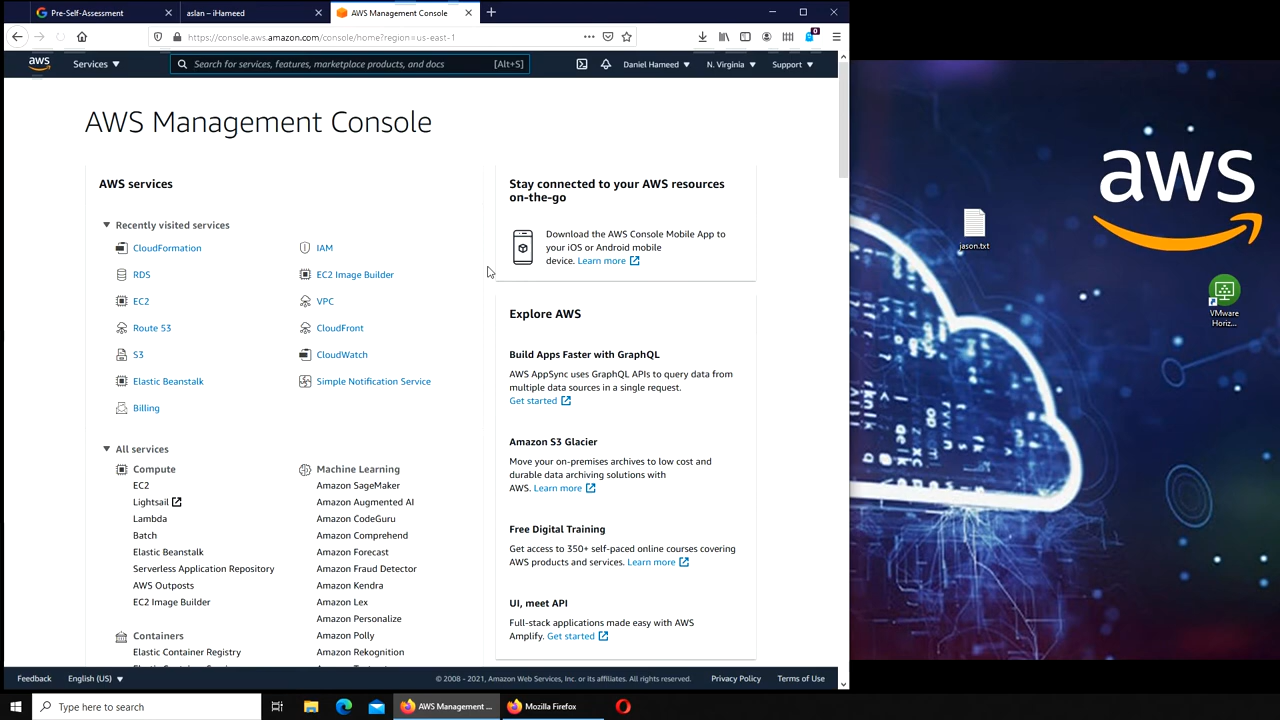 Pre-Self-Assessment
aslan – iHameed
AWS Management Console
https://console.aws.amazon.com/console/home?region=us-east-1
0
aws
Services
Search for services, features, marketplace products, and docs
[Alt+S]
Daniel Hameed
N. Virginia
Support
AWS Management Console
AWS services
Recently visited services
CloudFormation
IAM
RDS
EC2 Image Builder
EC2
VPC
Route 53
CloudFront
S3
CloudWatch
Elastic Beanstalk
Simple Notification Service
Billing
All services
Compute
EC2
Lightsail
Lambda
Batch
Elastic Beanstalk
Serverless Application Repository
AWS Outposts
EC2 Image Builder
Containers
Elastic Container Registry
Machine Learning
Amazon SageMaker
Amazon Augmented AI
Amazon CodeGuru
Amazon Comprehend
Amazon Forecast
Amazon Fraud Detector
Amazon Kendra
Amazon Lex
Amazon Personalize
Amazon Polly
Amazon Rekognition
Stay connected to your AWS resources
on-the-go
Download the AWS Console Mobile App to
your iOS or Android mobile
device. Learn more
Explore AWS
Build Apps Faster with GraphQL
AWS AppSync uses GraphQL APIs to query data from
multiple data sources in a single request.
Get started
Amazon S3 Glacier
Move your on-premises archives to low cost and
durable data archiving solutions with
AWS. Learn more
Free Digital Training
Get access to 350+ self-paced online courses covering
AWS products and services. Learn more
UI, meet API
Full-stack applications made easy with AWS
Amplify. Get started
Feedback
English (US)
© 2008 - 2021, Amazon Web Services, Inc. or its affiliates. All rights reserved.
Privacy Policy
Terms of Use
aws
jason.txt
VMware
Horiz...
Type here to search
AWS Management ...
Mozilla Firefox